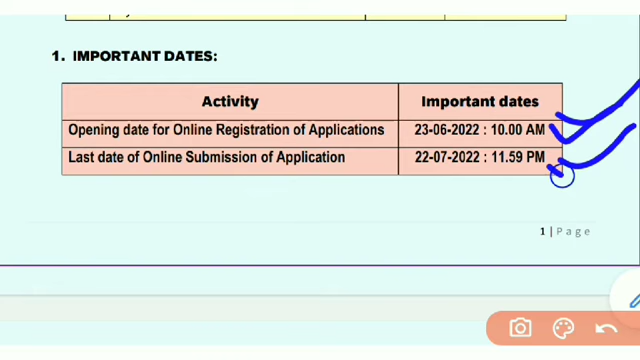 1. IMPORTANT DATES:
Activity Important dates
Opening date for Online Registration of Applications 23-06-2022 : 10.00 AM
Last date of Online Submission of Application 22-07-2022 : 11.59 PM
1 | Page